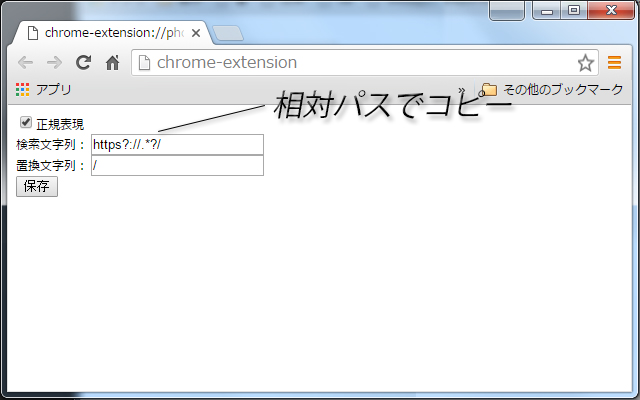 chrome-extension://pho
chrome-extension
アプリ
»
その他のブックマーク
相対パスでコピー
正規表現
検索文字列： https?://.*?/
置換文字列： /
保存